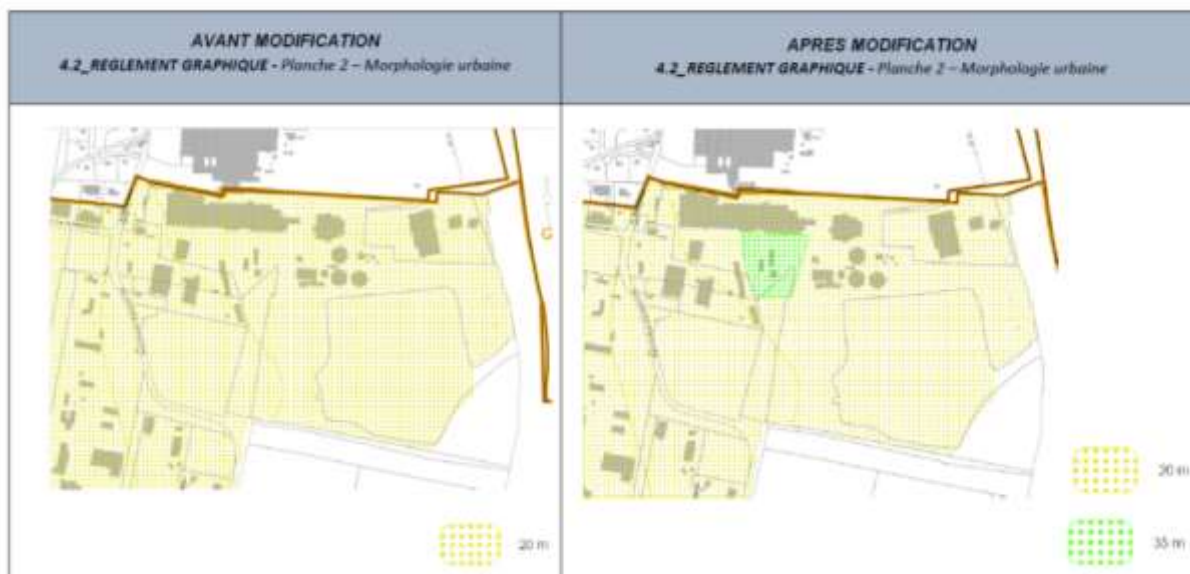 AVANT MODIFICATION
4.2_REGLEMENT GRAPHIQUE - Planche 2 – Morphologie urbaine
APRES MODIFICATION
4.2_REGLEMENT GRAPHIQUE - Planche 2 – Morphologie urbaine
G
20 m
20 m
35 m